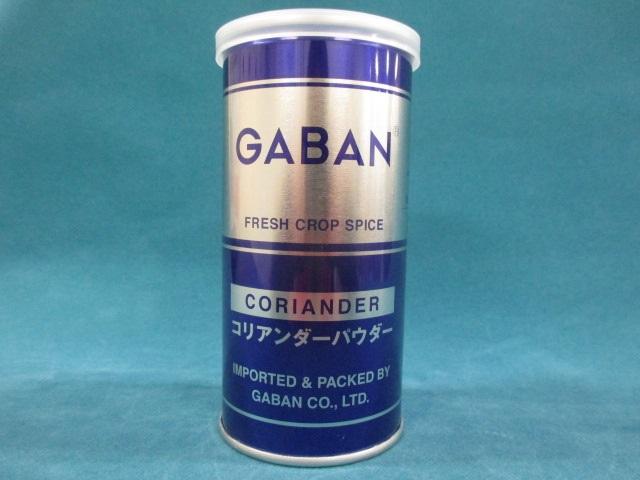 GABAN®
FRESH CROP SPICE
CORIANDER
コリアンダーパウダー
IMPORTED & PACKED BY
GABAN CO., LTD.